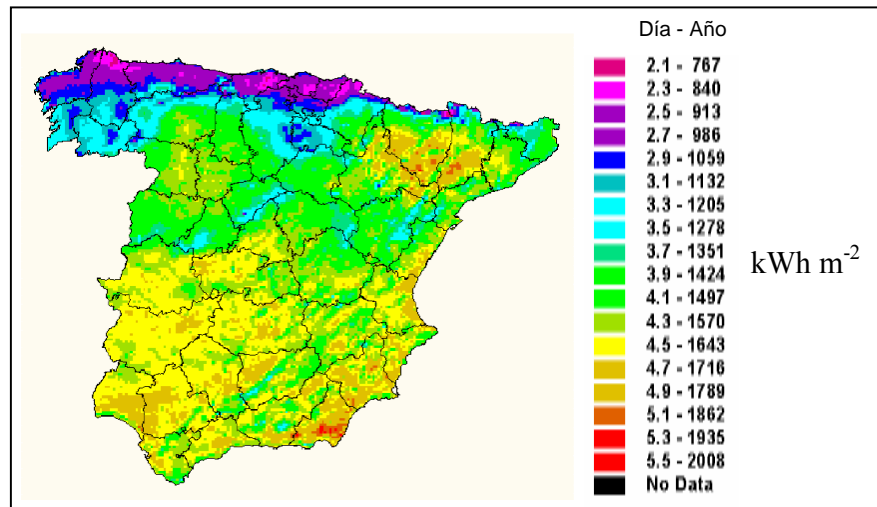 Día - Año
2.1 - 767
2.3 - 840
2.5 - 913
2.7 - 986
2.9 - 1059
3.1 - 1132
3.3 - 1205
3.5 - 1278
3.7 - 1351
3.9 - 1424
4.1 - 1497
4.3 - 1570
4.5 - 1643
4.7 - 1716
4.9 - 1789
5.1 - 1862
5.3 - 1935
5.5 - 2008
No Data
kWh m⁻²